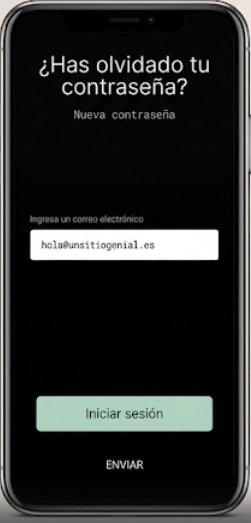 ¿Has olvidado tu
contraseña?
Nueva contraseña
Ingresa un correo electrónico
hola@unsitiogenial.es
Iniciar sesión
ENVIAR